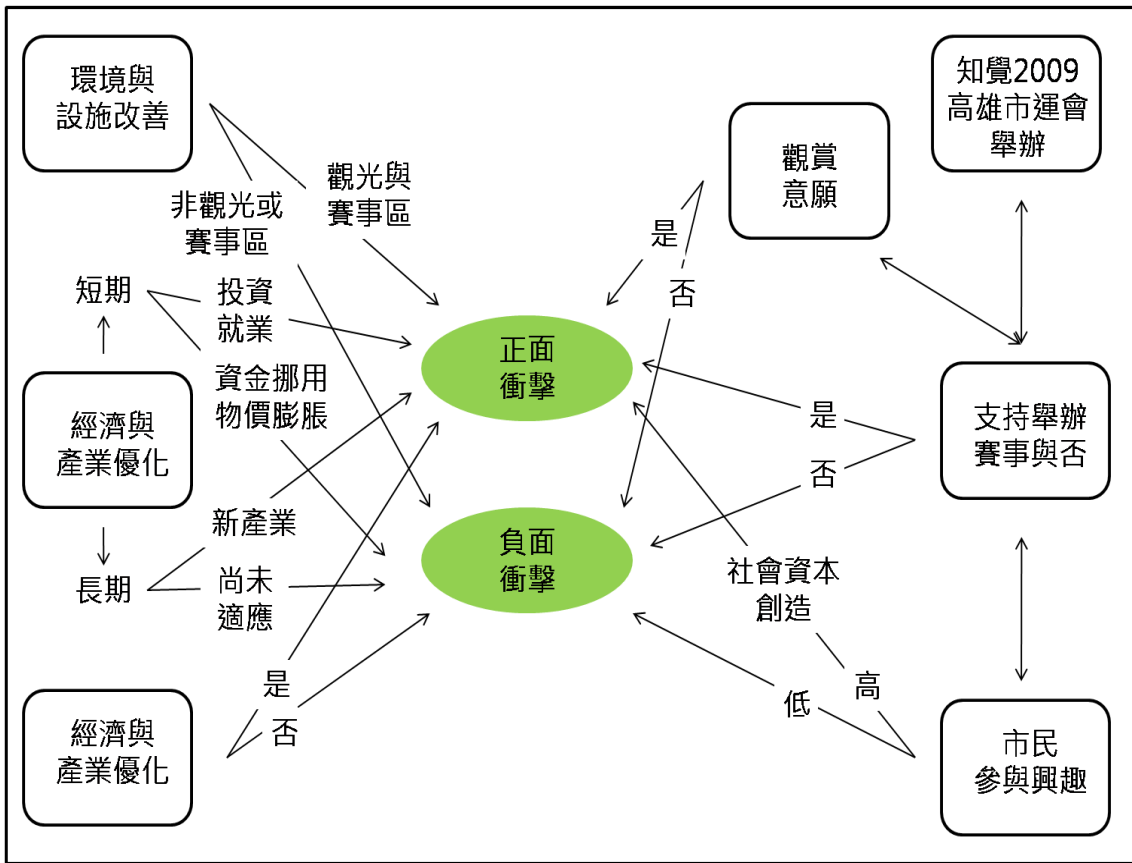 環境與
設施改善
知覺2009
高雄市運會
舉辦
觀賞
意願
觀光與
賽事區
非觀光或
賽事區
是
否
短期
投資
就業
正面
衝擊
資金挪用
物價膨脹
經濟與
產業優化
是
否
支持舉辦
賽事與否
新產業
負面
衝擊
長期
尚未
適應
社會資本
創造
是
否
低
高
經濟與
產業優化
市民
參與興趣